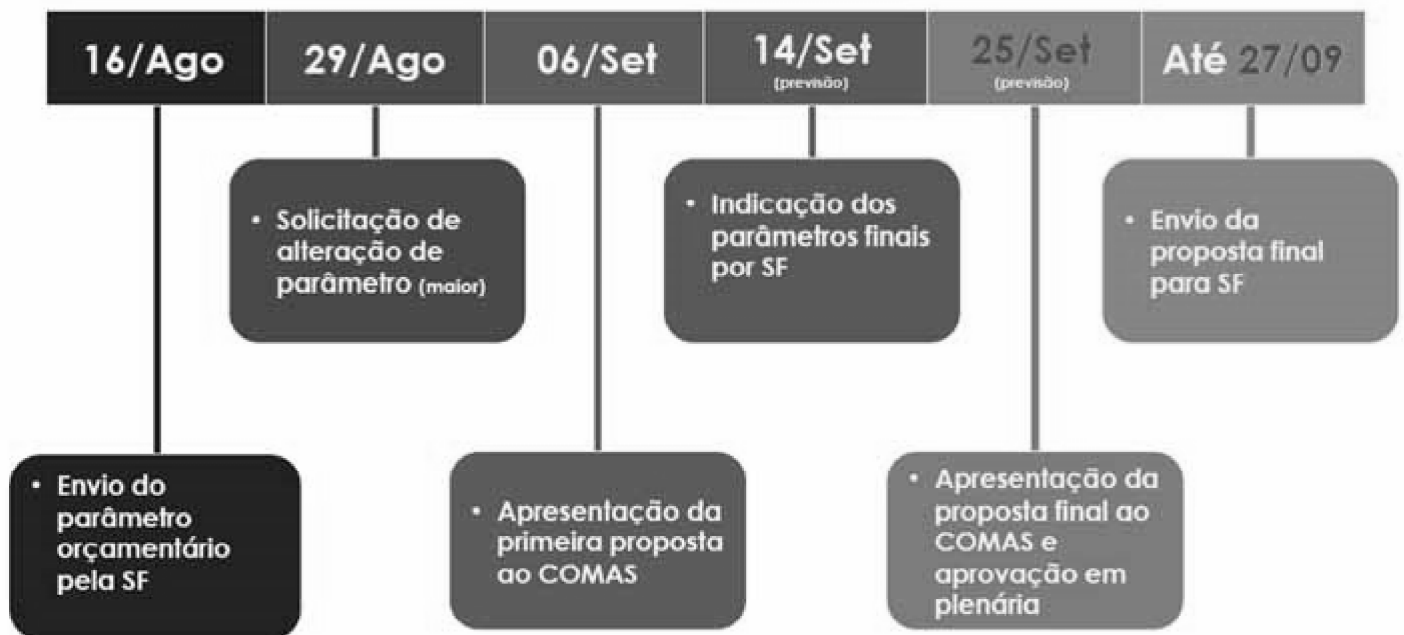 16/Ago
29/Ago
06/Set
14/Set
(previsão)
25/Set
(previsão)
Até 27/09
• Envio do
parâmetro
orçamentário
pela SF
• Solicitação de
alteração de
parâmetro (maior)
• Apresentação da
primeira proposta
ao COMAS
• Indicação dos
parâmetros finais
por SF
• Apresentação da
proposta final ao
COMAS e
aprovação em
plenária
• Envio da
proposta final
para SF